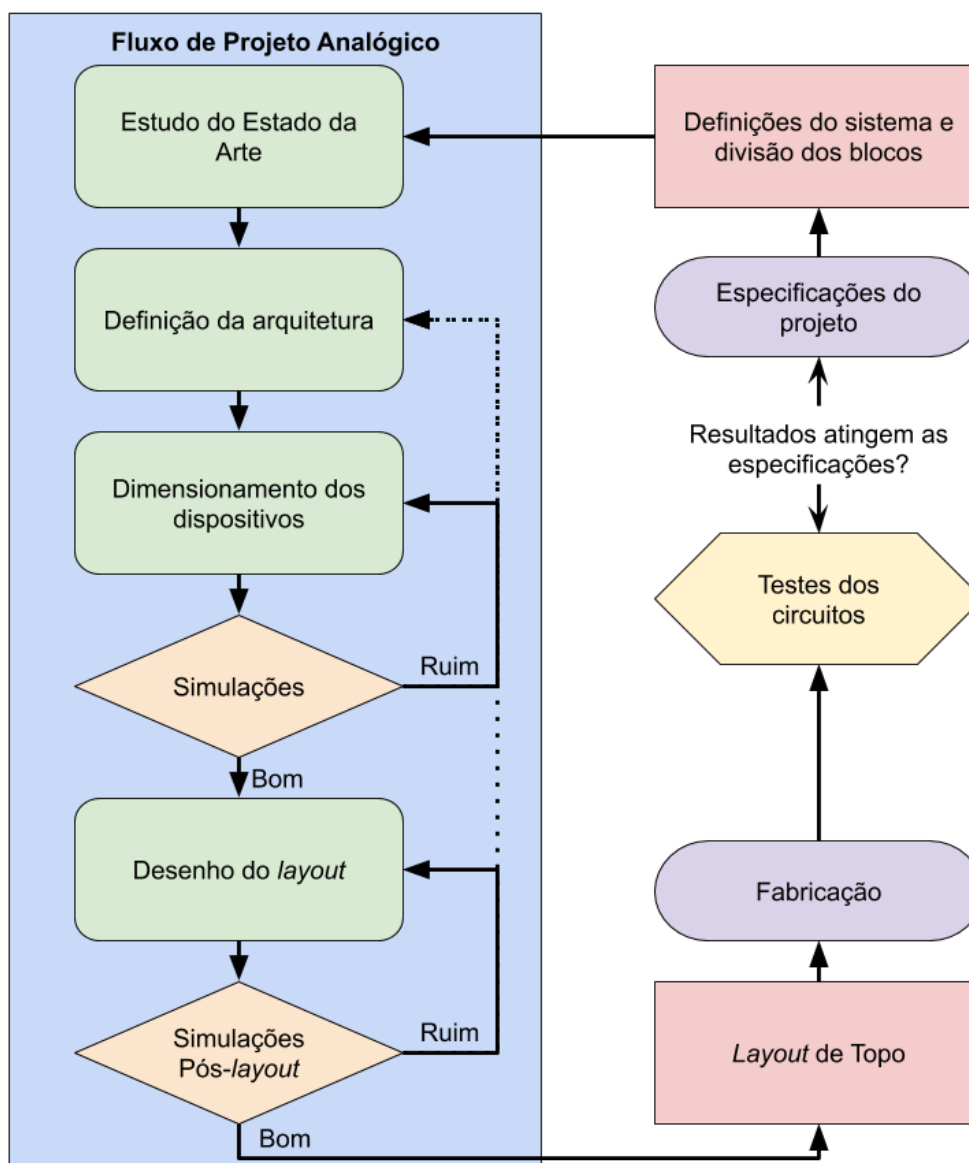 Fluxo de Projeto Analógico
Estudo do Estado da
Arte
Definição da arquitetura
Dimensionamento dos
dispositivos
Simulações
Ruim
Bom
Desenho do layout
Simulações
Pós-layout
Ruim
Bom
Definições do sistema e
divisão dos blocos
Especificações do
projeto
Resultados atingem as
especificações?
Testes dos
circuitos
Fabricação
Layout de Topo